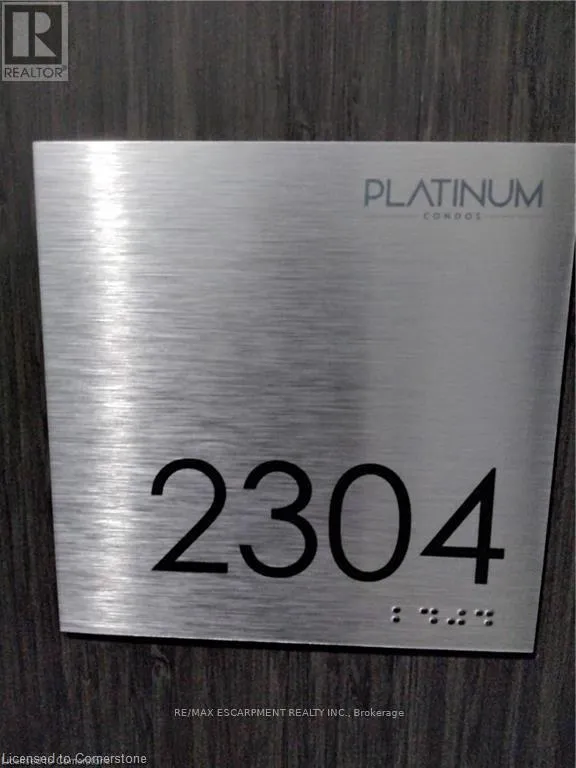 R
REALTOR®
PLATINUM
CONDOS
2304
RE/MAX ESCARPMENT REALTY INC., Brokerage
Licensed to Cornerstone